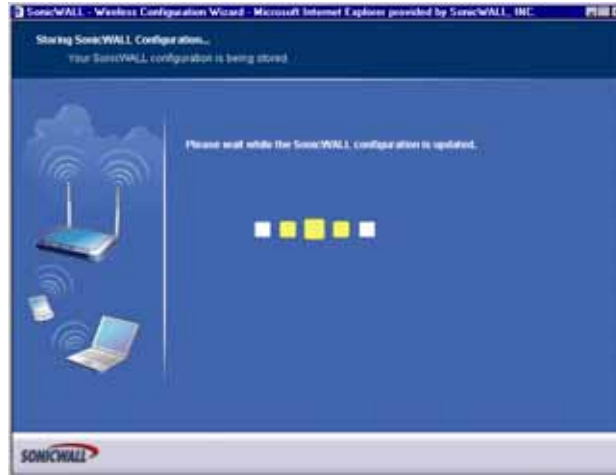 SonicWALL - Wireless Configuration Wizard - Microsoft Internet Explorer provided by SonicWALL, INC.
Storing SonicWALL Configuration...
Your SonicWALL configuration is being stored.
Please wait while the SonicWALL configuration is updated.
SONICWALL